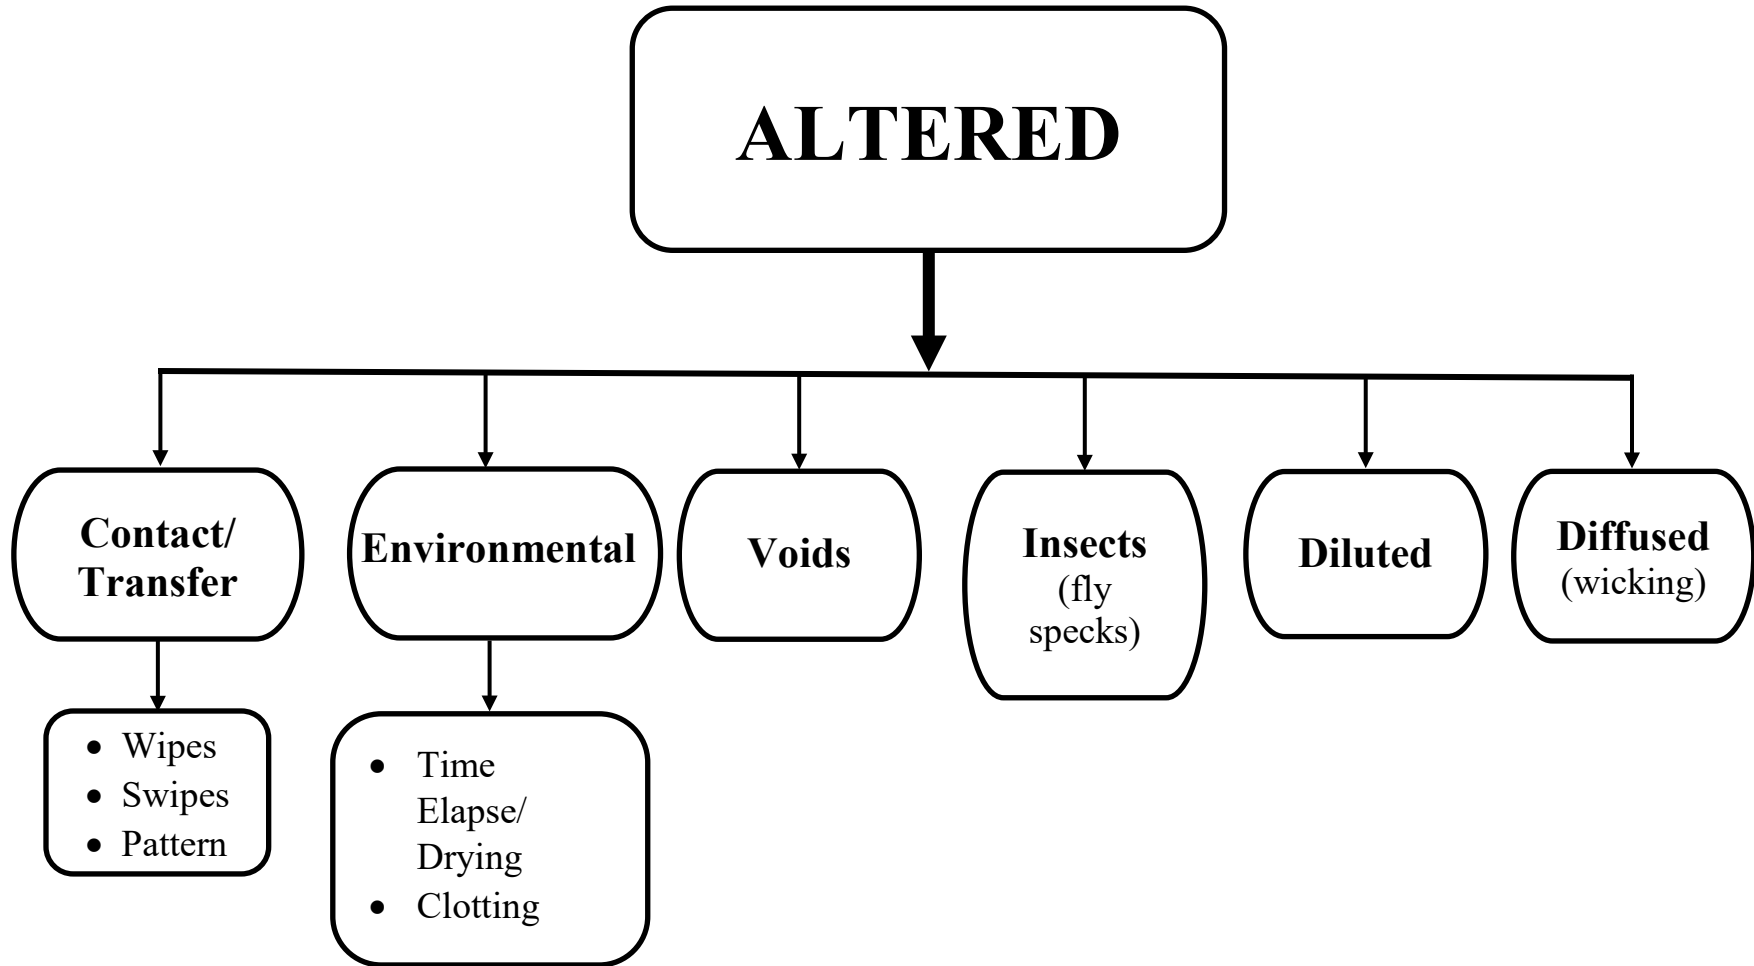 ALTERED
Contact/
Transfer
Environmental
Voids
Insects
(fly
specks)
Diluted
Diffused
(wicking)
• Wipes
• Swipes
• Pattern
• Time
Elapse/
Drying
• Clotting